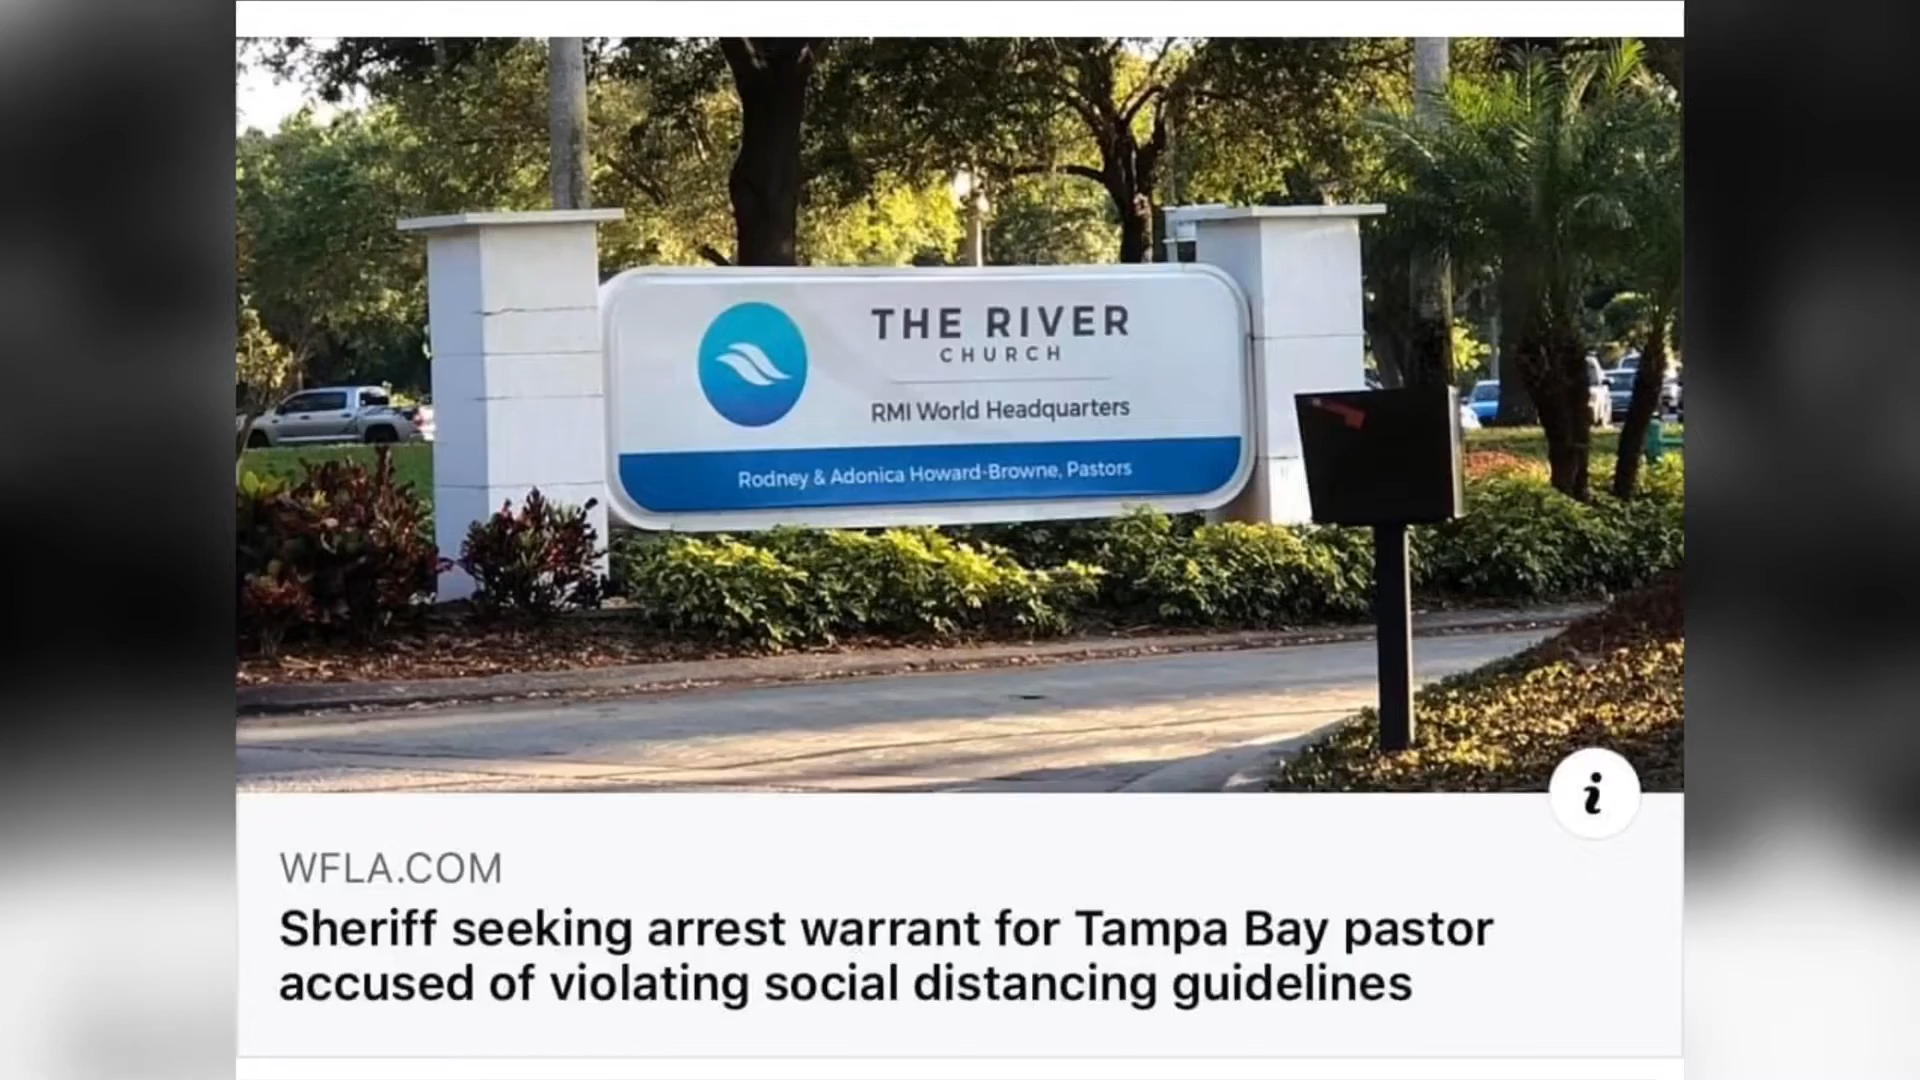 THE RIVER
CHURCH
RMI World Headquarters
Rodney & Adonica Howard-Browne, Pastors
i
WFLA.COM
Sheriff seeking arrest warrant for Tampa Bay pastor
accused of violating social distancing guidelines